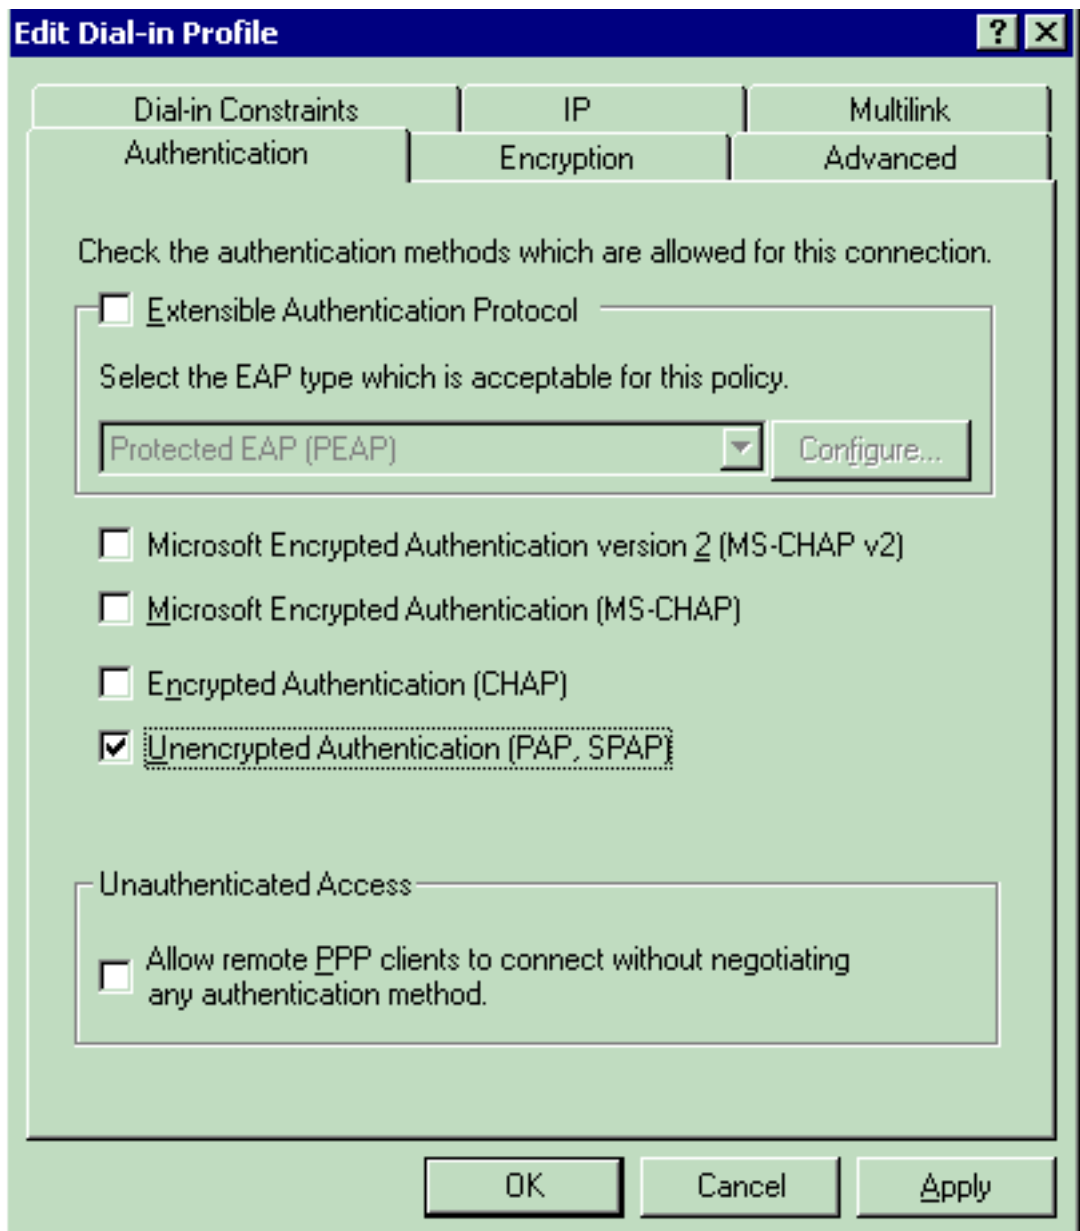 Edit Dial-in Profile
Dial-in Constraints
IP
Multilink
Authentication
Encryption
Advanced
Check the authentication methods which are allowed for this connection.
Extensible Authentication Protocol
Select the EAP type which is acceptable for this policy.
Protected EAP (PEAP)
Configure...
Microsoft Encrypted Authentication version 2 (MS-CHAP v2)
Microsoft Encrypted Authentication (MS-CHAP)
Encrypted Authentication (CHAP)
Unencrypted Authentication (PAP, SPAP)
Unauthenticated Access
Allow remote PPP clients to connect without negotiating
any authentication method.
OK
Cancel
Apply